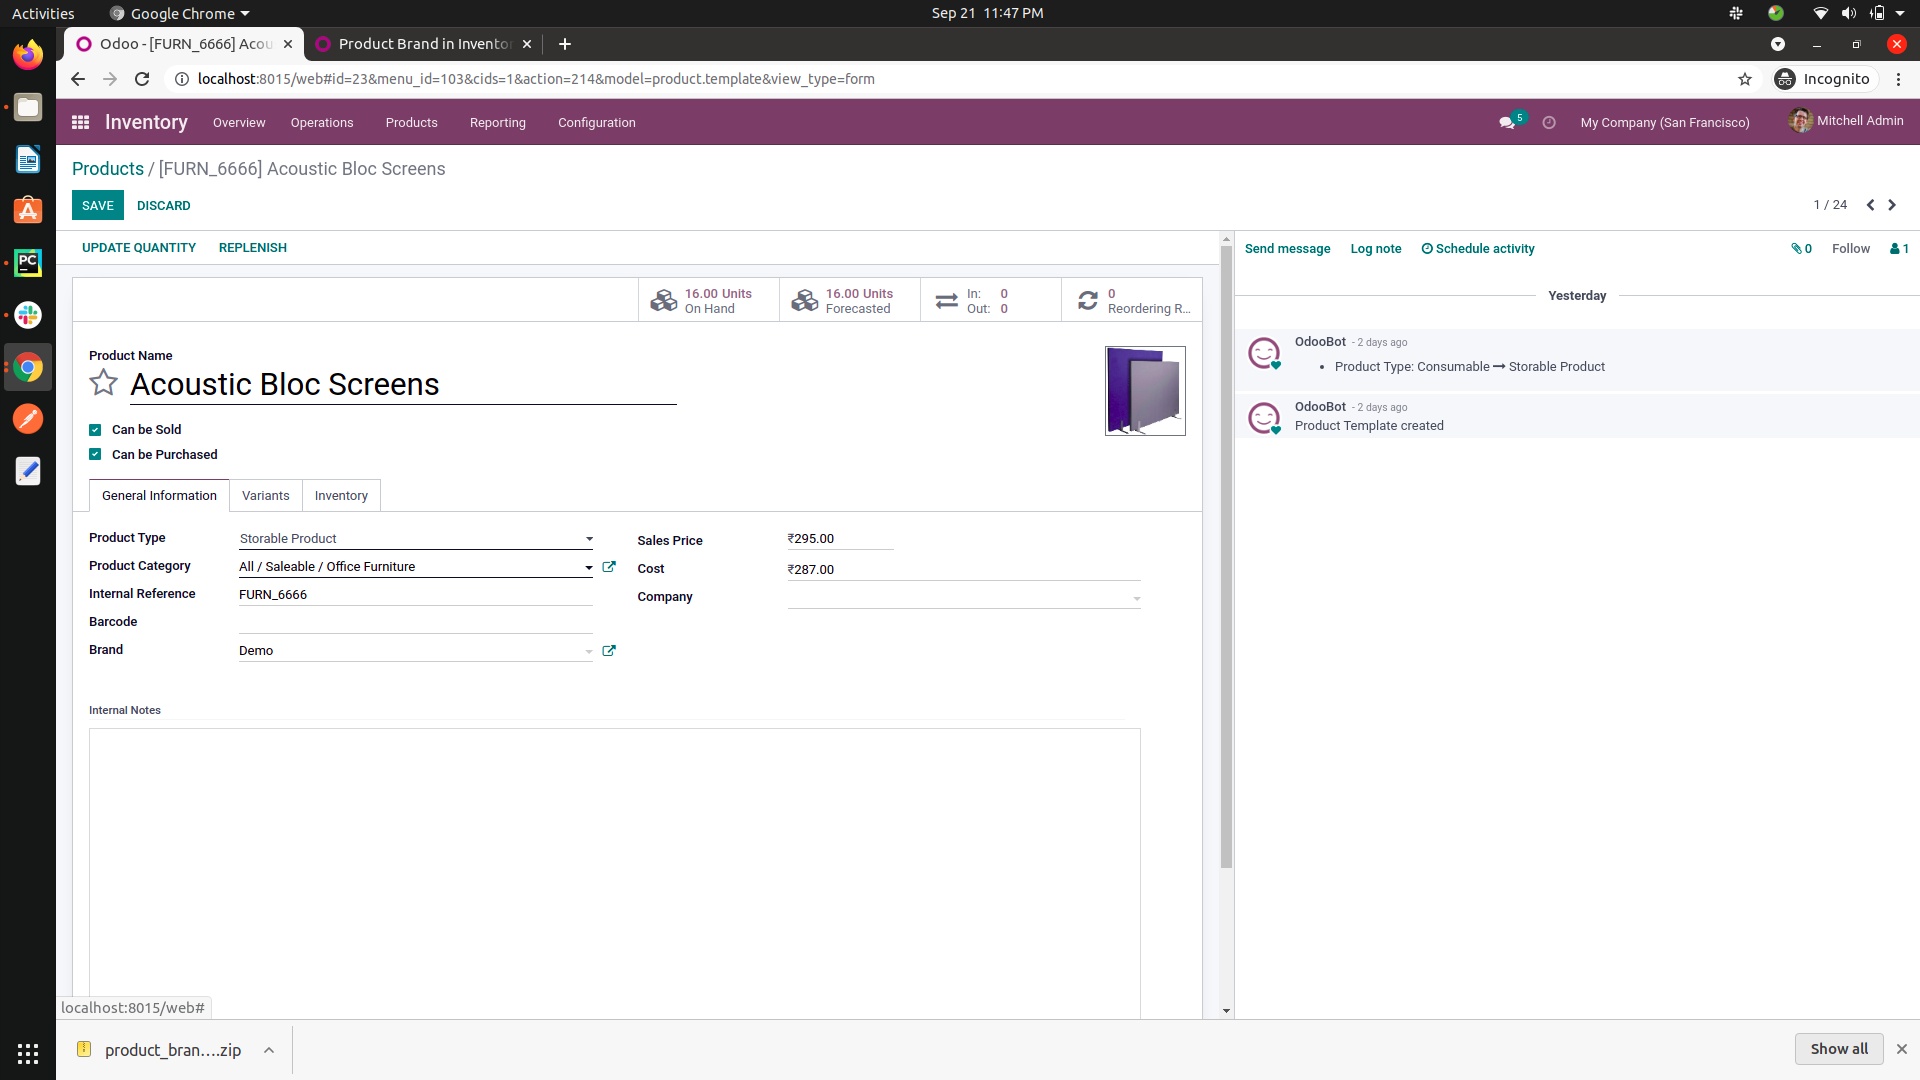 Activities
Google Chrome
Sep 21 11:47 PM
Odoo - [FURN_6666] Acou
Product Brand in Invento
localhost:8015/web#id=23&menu_id=103&cids=1&action=214&model=product.template&view_type=form
Incognito
Inventory
Overview
Operations
Products
Reporting
Configuration
5
My Company (San Francisco)
Mitchell Admin
Products / [FURN_6666] Acoustic Bloc Screens
SAVE
DISCARD
1 / 24
UPDATE QUANTITY
REPLENISH
Send message
Log note
Schedule activity
0
Follow
1
16.00 Units
On Hand
16.00 Units
Forecasted
In: 0
Out: 0
0
Reordering R...
Yesterday
OdooBot - 2 days ago
Product Type: Consumable → Storable Product
OdooBot - 2 days ago
Product Template created
Product Name
Acoustic Bloc Screens
Can be Sold
Can be Purchased
General Information
Variants
Inventory
Product Type
Storable Product
Product Category
All / Saleable / Office Furniture
Internal Reference
FURN_6666
Barcode
Brand
Demo
Sales Price
₹295.00
Cost
₹287.00
Company
Internal Notes
localhost:8015/web#
product_bran....zip
Show all
PC